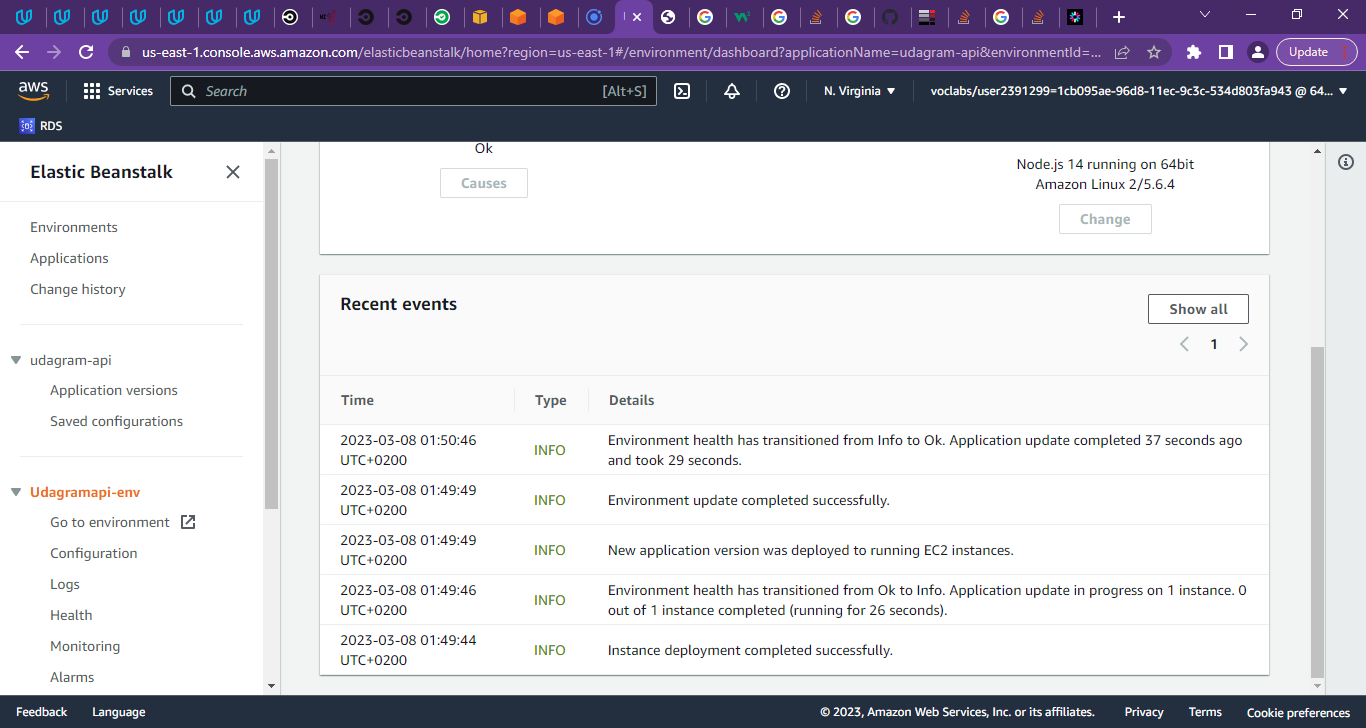 us-east-1.console.aws.amazon.com/elasticbeanstalk/home?region=us-east-1#/environment/dashboard?applicationName=udagram-api&environmentId=...
Update
aws
Services
Search
[Alt+S]
N. Virginia
voclabs/user2391299=1cb095ae-96d8-11ec-9c3c-534d803fa943 @ 64...
RDS
Elastic Beanstalk
Environments
Applications
Change history
udagram-api
Application versions
Saved configurations
Udagramapi-env
Go to environment
Configuration
Logs
Health
Monitoring
Alarms
Ok
Causes
Node.js 14 running on 64bit
Amazon Linux 2/5.6.4
Change
Recent events
Show all
1
Time Type Details
2023-03-08 01:50:46
UTC+0200
INFO
Environment health has transitioned from Info to Ok. Application update completed 37 seconds ago
and took 29 seconds.
2023-03-08 01:49:49
UTC+0200
INFO
Environment update completed successfully.
2023-03-08 01:49:49
UTC+0200
INFO
New application version was deployed to running EC2 instances.
2023-03-08 01:49:46
UTC+0200
INFO
Environment health has transitioned from Ok to Info. Application update in progress on 1 instance. 0
out of 1 instance completed (running for 26 seconds).
2023-03-08 01:49:44
UTC+0200
INFO
Instance deployment completed successfully.
Feedback
Language
© 2023, Amazon Web Services, Inc. or its affiliates.
Privacy
Terms
Cookie preferences